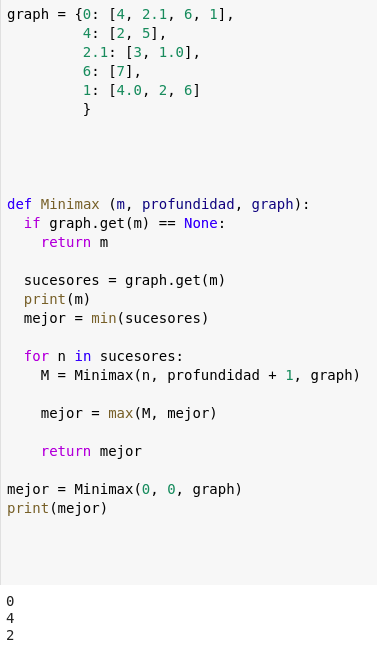 graph = {0: [4, 2.1, 6, 1],
         4: [2, 5],
         2.1: [3, 1.0],
         6: [7],
         1: [4.0, 2, 6]
         }
def Minimax (m, profundidad, graph):
  if graph.get(m) == None:
    return m
  sucesores = graph.get(m)
  print(m)
  mejor = min(sucesores)
  for n in sucesores:
    M = Minimax(n, profundidad + 1, graph)
    mejor = max(M, mejor)
    return mejor
mejor = Minimax(0, 0, graph)
print(mejor)
0
4
2